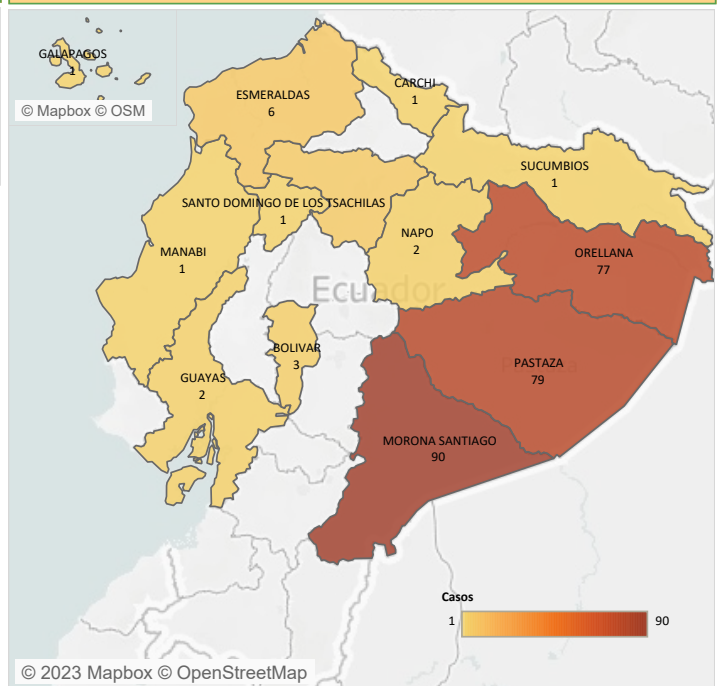 GALAPAGOS
1
© Mapbox © OSM
ESMERALDAS
6
CARCHI
1
SUCUMBIOS
1
SANTO DOMINGO DE LOS TSACHILAS
1
NAPO
2
MANABI
1
ORELLANA
77
Ecuador
BOLIVAR
3
PASTAZA
79
GUAYAS
2
MORONA SANTIAGO
90
Casos
1
90
© 2023 Mapbox © OpenStreetMap